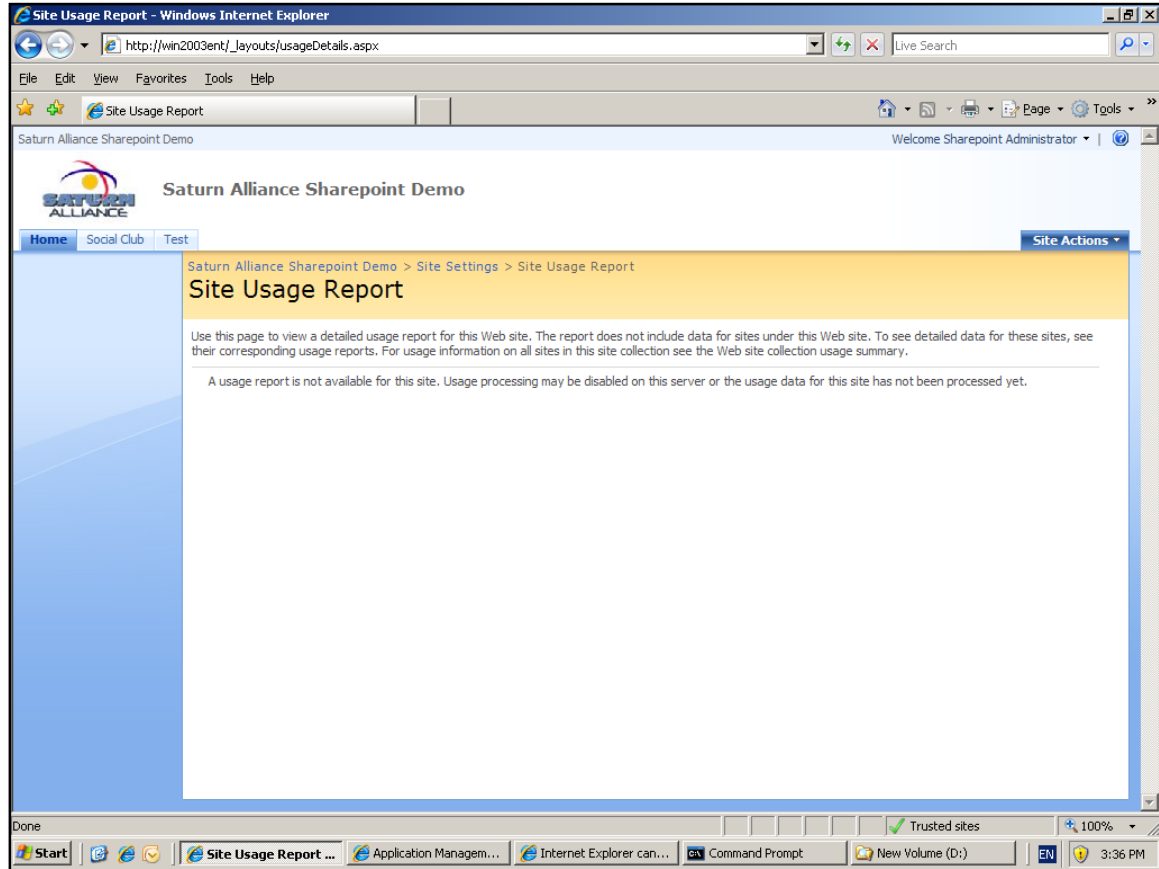 Site Usage Report - Windows Internet Explorer
http://win2003ent/_layouts/usageDetails.aspx
Live Search
File Edit View Favorites Tools Help
Site Usage Report
Page Tools »
Saturn Alliance Sharepoint Demo
Welcome Sharepoint Administrator |
SATURN
ALLIANCE
Saturn Alliance Sharepoint Demo
Home Social Club Test
Site Actions
Saturn Alliance Sharepoint Demo > Site Settings > Site Usage Report
Site Usage Report
Use this page to view a detailed usage report for this Web site. The report does not include data for sites under this Web site. To see detailed data for these sites, see
their corresponding usage reports. For usage information on all sites in this site collection see the Web site collection usage summary.
A usage report is not available for this site. Usage processing may be disabled on this server or the usage data for this site has not been processed yet.
Done
Trusted sites
100%
Start
Site Usage Report ...
Application Managem...
Internet Explorer can...
Command Prompt
New Volume (D:)
EN
3:36 PM